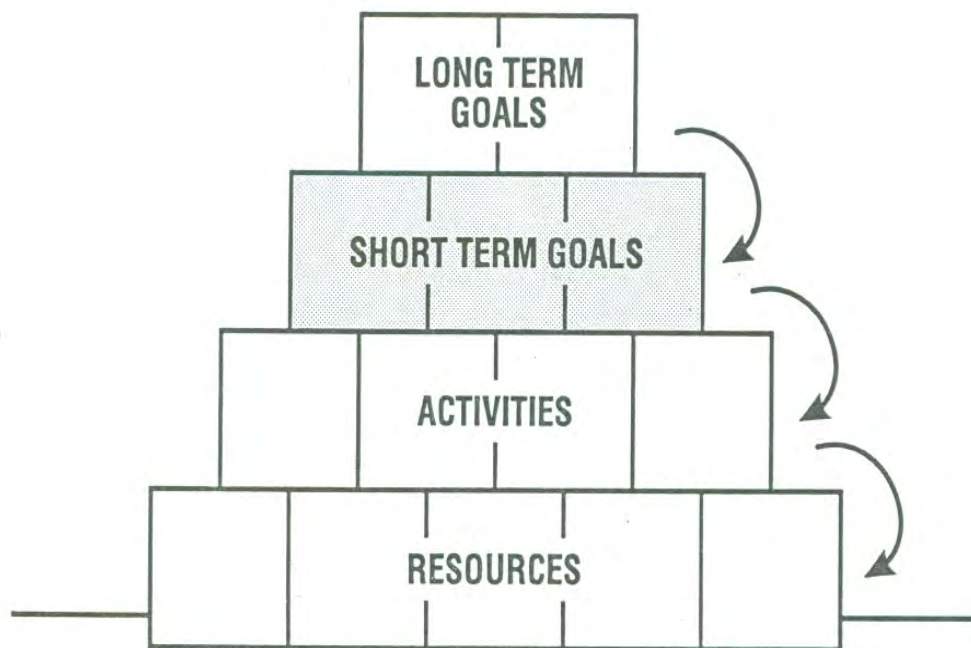 LONG TERM
GOALS
SHORT TERM GOALS
ACTIVITIES
RESOURCES